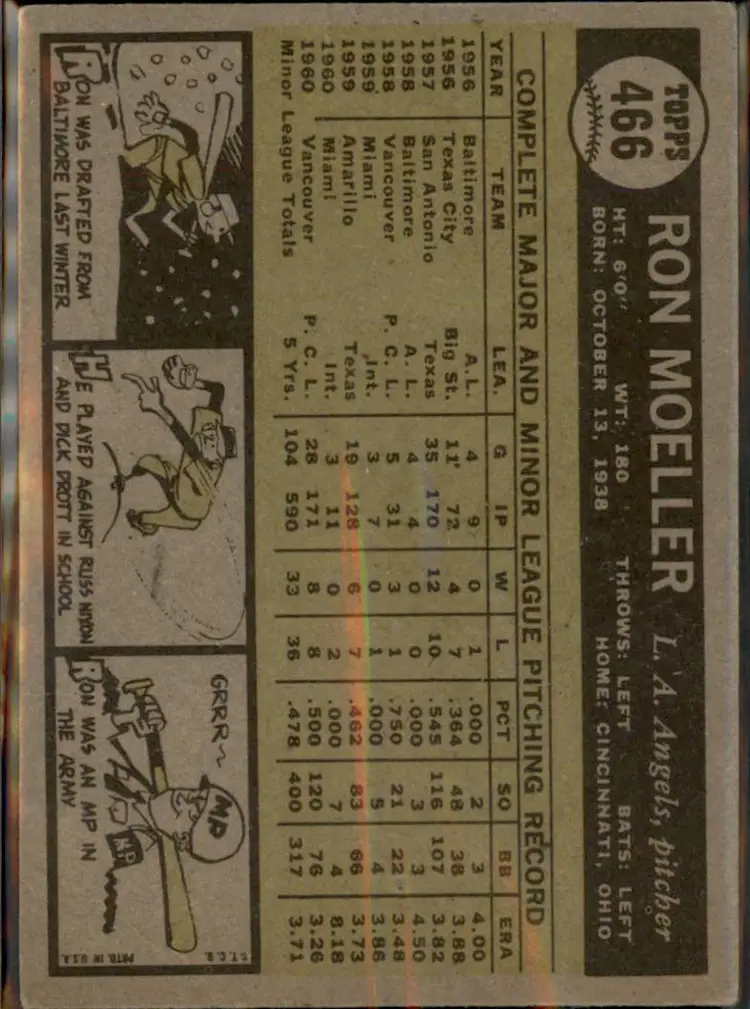 TOPPS
466
RON MOELLER L. A. Angels, pitcher
HT: 6'0" WT: 180 THROWS: LEFT BATS: LEFT
BORN: OCTOBER 13, 1938 HOME: CINCINNATI, OHIO
COMPLETE MAJOR AND MINOR LEAGUE PITCHING RECORD
YEAR TEAM LEA. G IP W L PCT SO BB ERA
1956 Baltimore A.L. 4 9 0 1 .000 2 3 4.00
1956 Texas City Big St. 11 72 4 7 .364 48 38 3.88
1957 San Antonio Texas 35 170 12 10 .545 116 107 3.82
1958 Baltimore A. L. 4 4 0 0 .000 3 3 4.50
1958 Vancouver P. C. L. 5 31 3 1 .750 21 22 3.48
1959 Miami Int. 3 7 0 1 .000 5 4 3.86
1959 Amarillo Texas 19 128 6 7 .462 83 66 3.73
1960 Miami Int. 3 11 0 2 .000 7 4 8.18
1960 Vancouver P. C. L. 28 171 8 8 .500 120 76 3.26
Minor League Totals 5 Yrs. 104 590 33 36 .478 400 317 3.71
RON WAS DRAFTED FROM
BALTIMORE LAST WINTER
HE PLAYED AGAINST RUSS NIXON
AND DICK DROTT IN SCHOOL
GRRR~
MP
MP
RON WAS AN MP IN
THE ARMY
© T. C. G.
PRTD. IN U.S.A.